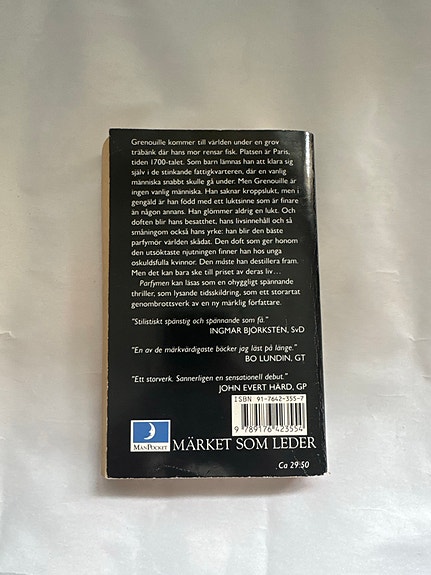 Grenouille kommer till världen under en grov
träbänk där hans mor rensar fisk. Platsen är Paris,
tiden 1700-talet. Som barn lämnas han att klara sig
själv i de stinkande fattigkvarteren, där en vanlig
människa snabbt skulle gå under. Men Grenouille är
ingen vanlig människa. Han saknar kroppslukt, men i
gengäld är han född med ett luktsinne som är finare
än någon annans. Han glömmer aldrig en lukt. Och
doften blir hans besatthet, hans livsinnehåll och så
småningom också hans yrke: han blir den bäste
parfymör världen skådat. Den doft som ger honom
den utsöktaste njutningen finner han hos unga
oskuldsfulla kvinnor. Den måste han destillera fram.
Men det kan bara ske till priset av deras liv...
Parfymen kan läsas som en ohyggligt spännande
thriller, som lysande tidsskildring, som ett storartat
genombrottsverk av en ny märklig författare.
"Stilistiskt spänstig och spännande som få."
INGMAR BJÖRKSTÉN, SvD
"En av de märkvärdigaste böcker jag läst på länge."
BO LUNDIN, GT
"Ett storverk. Sannerligen en sensationell debut."
JOHN EVERT HÄRD, GP
ISBN 91-7642-355-7
9 789176 423554
MÅNPOCKET
MÄRKET SOM LEDER
Ca 29:50